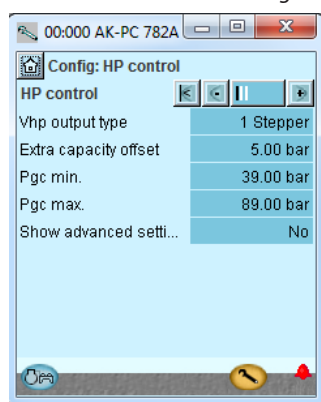 00:000 AK-PC 782A
Config: HP control
HP control
Vhp output type 1 Stepper
Extra capacity offset 5.00 bar
Pgc min. 39.00 bar
Pgc max. 89.00 bar
Show advanced setti... No